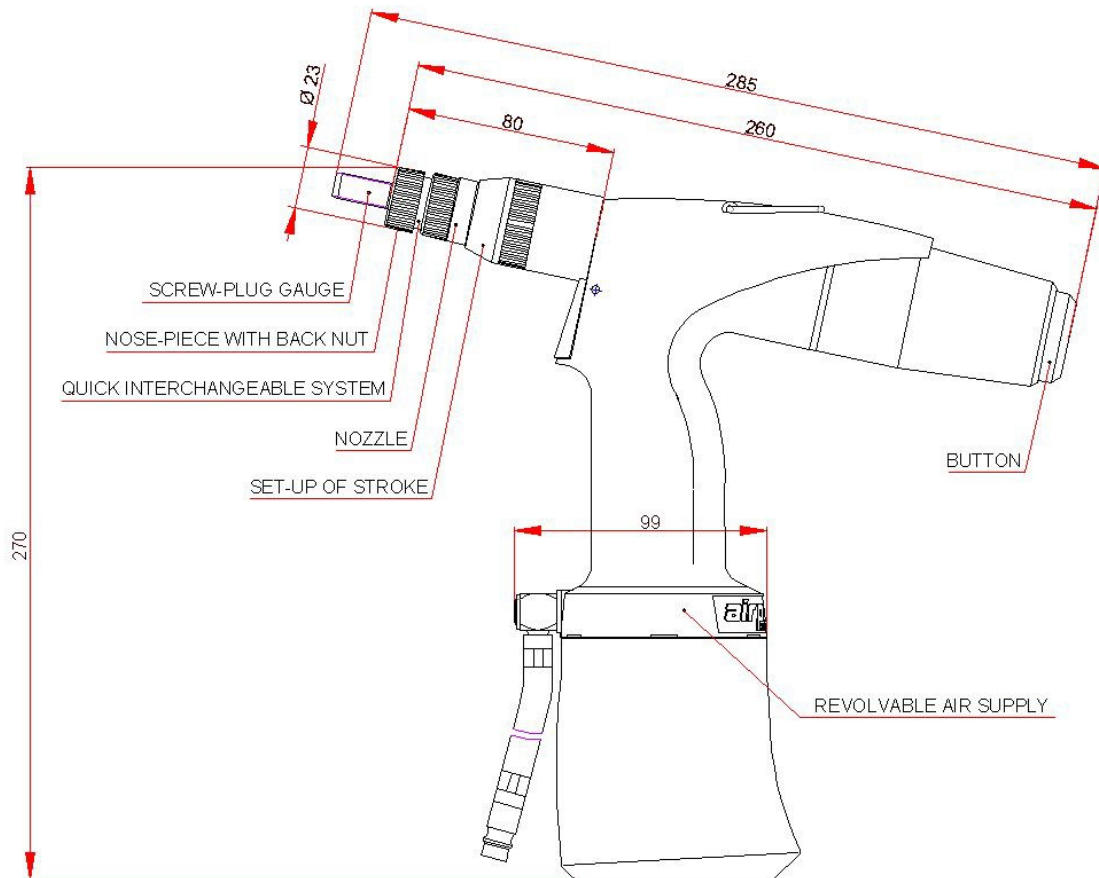 285
Ø 23
260
80
SCREW-PLUG GAUGE
NOSE-PIECE WITH BACK NUT
QUICK INTERCHANGEABLE SYSTEM
NOZZLE
BUTTON
SET-UP OF STROKE
99
270
REVOLVABLE AIR SUPPLY